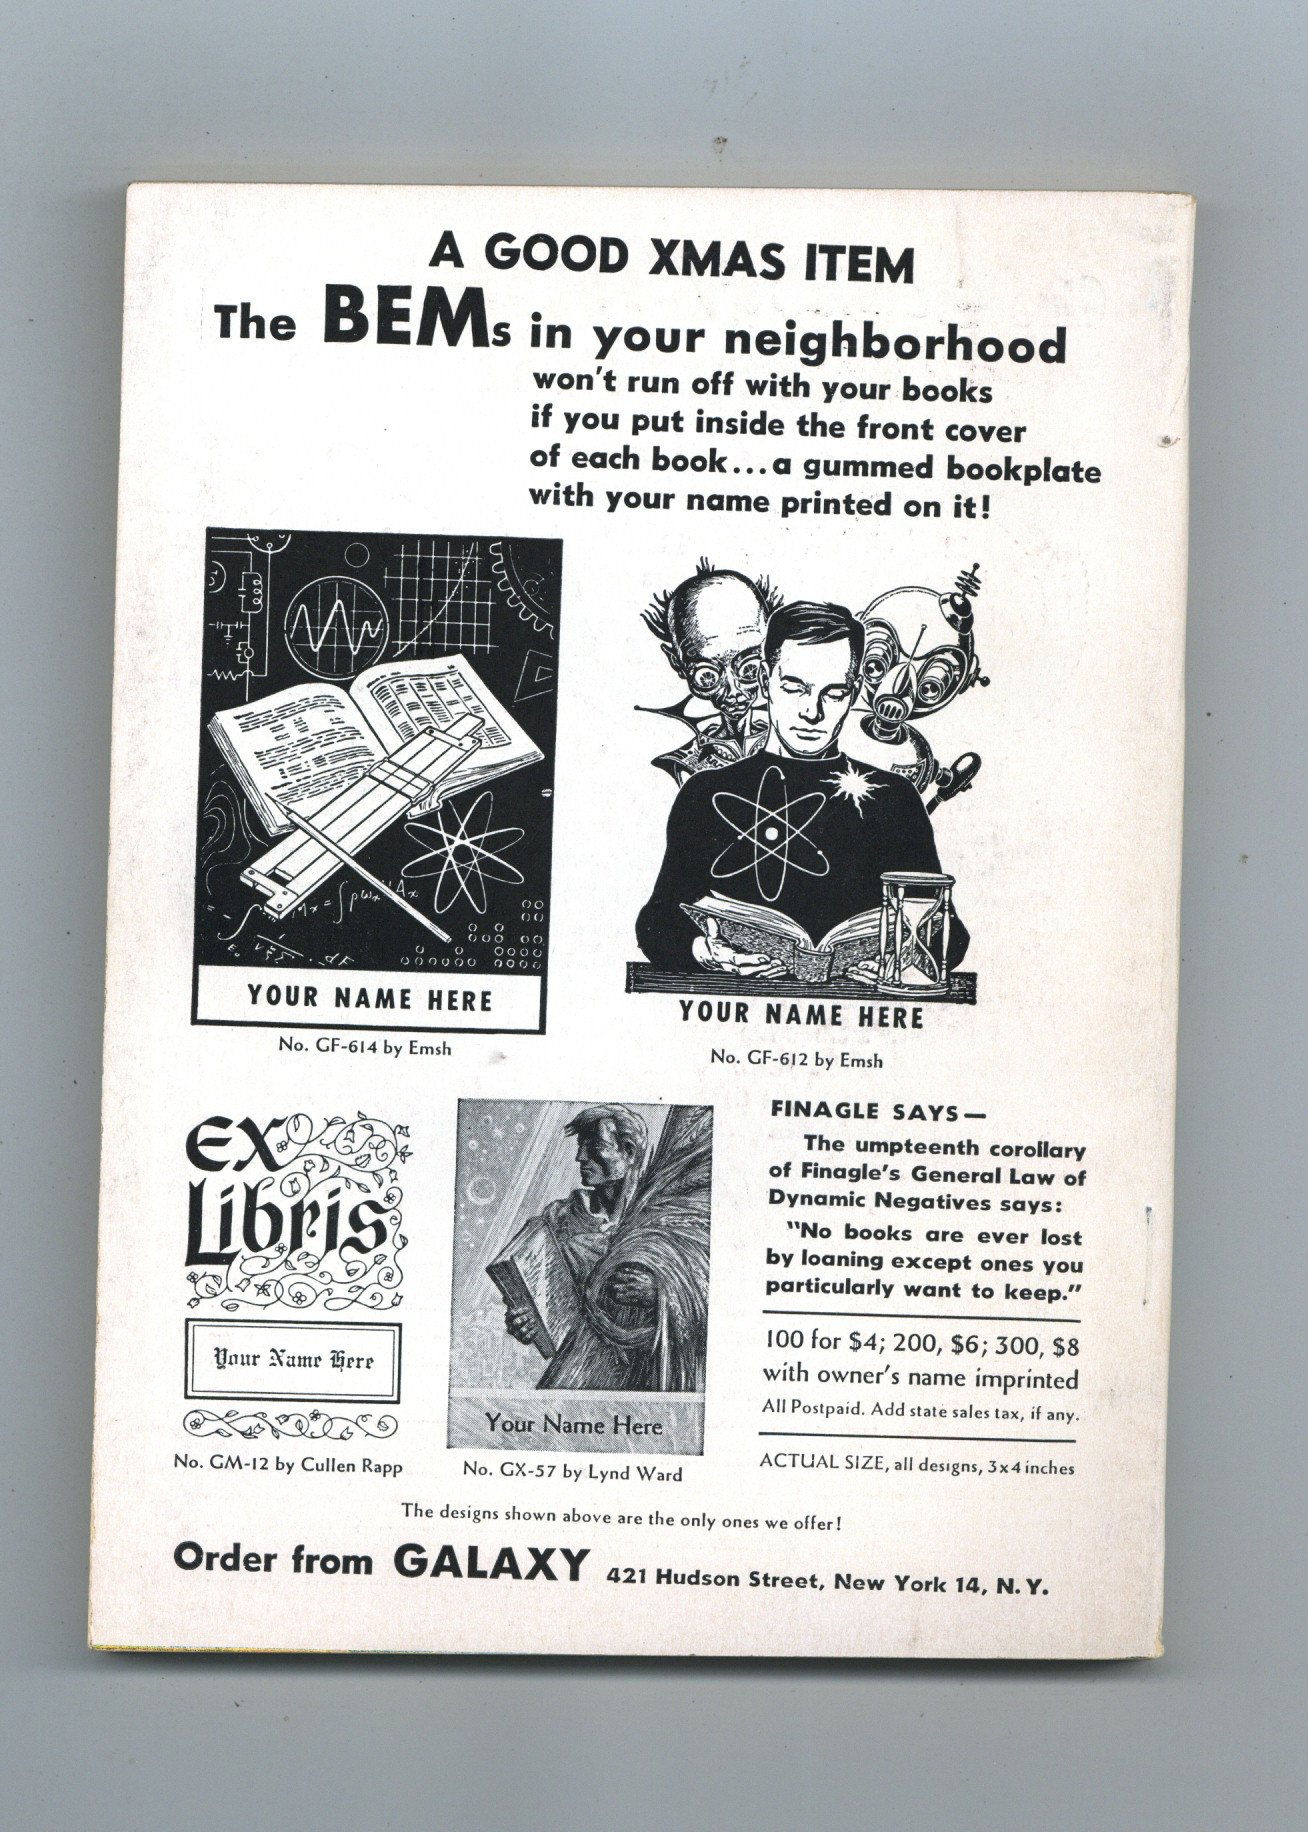 A GOOD XMAS ITEM
The BEMs in your neighborhood
won't run off with your books
if you put inside the front cover
of each book...a gummed bookplate
with your name printed on it!
YOUR NAME HERE
No. GF-614 by Emsh
YOUR NAME HERE
No. GF-612 by Emsh
Ex
Libris
Your Name Here
No. GM-12 by Cullen Rapp
Your Name Here
No. GX-57 by Lynd Ward
FINAGLE SAYS—
The umpteenth corollary
of Finagle's General Law of
Dynamic Negatives says:
"No books are ever lost
by loaning except ones you
particularly want to keep."
100 for $4; 200, $6; 300, $8
with owner's name imprinted
All Postpaid. Add state sales tax, if any.
ACTUAL SIZE, all designs, 3x4 inches
The designs shown above are the only ones we offer!
Order from GALAXY 421 Hudson Street, New York 14, N.Y.